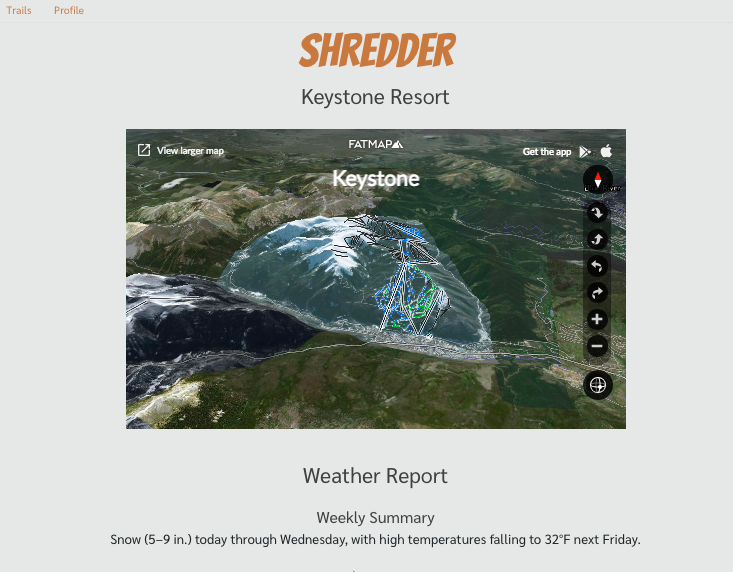 Trails Profile
SHREDDER
Keystone Resort
View larger map
FATMAP
Get the app
Keystone
Weather Report
Weekly Summary
Snow (5–9 in.) today through Wednesday, with high temperatures falling to 32°F next Friday.